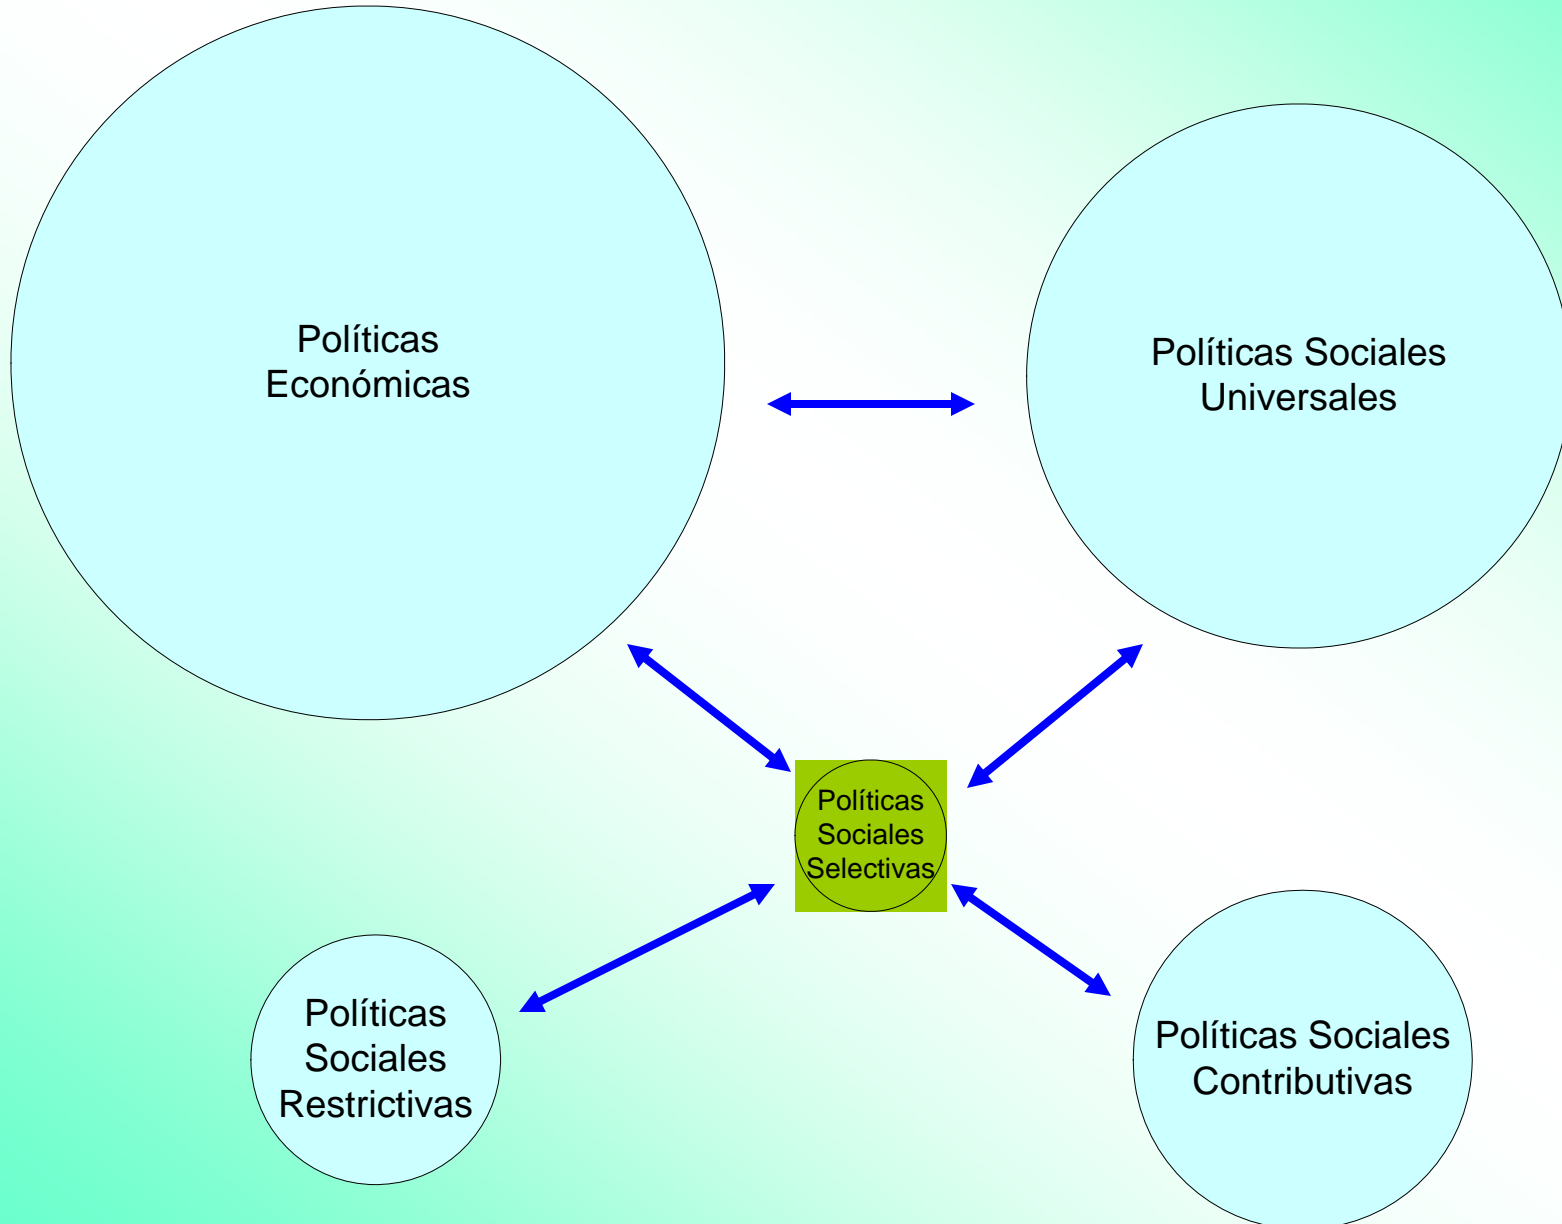 Políticas
Económicas
Políticas Sociales
Universales
Políticas
Sociales
Selectivas
Políticas
Sociales
Restrictivas
Políticas Sociales
Contributivas